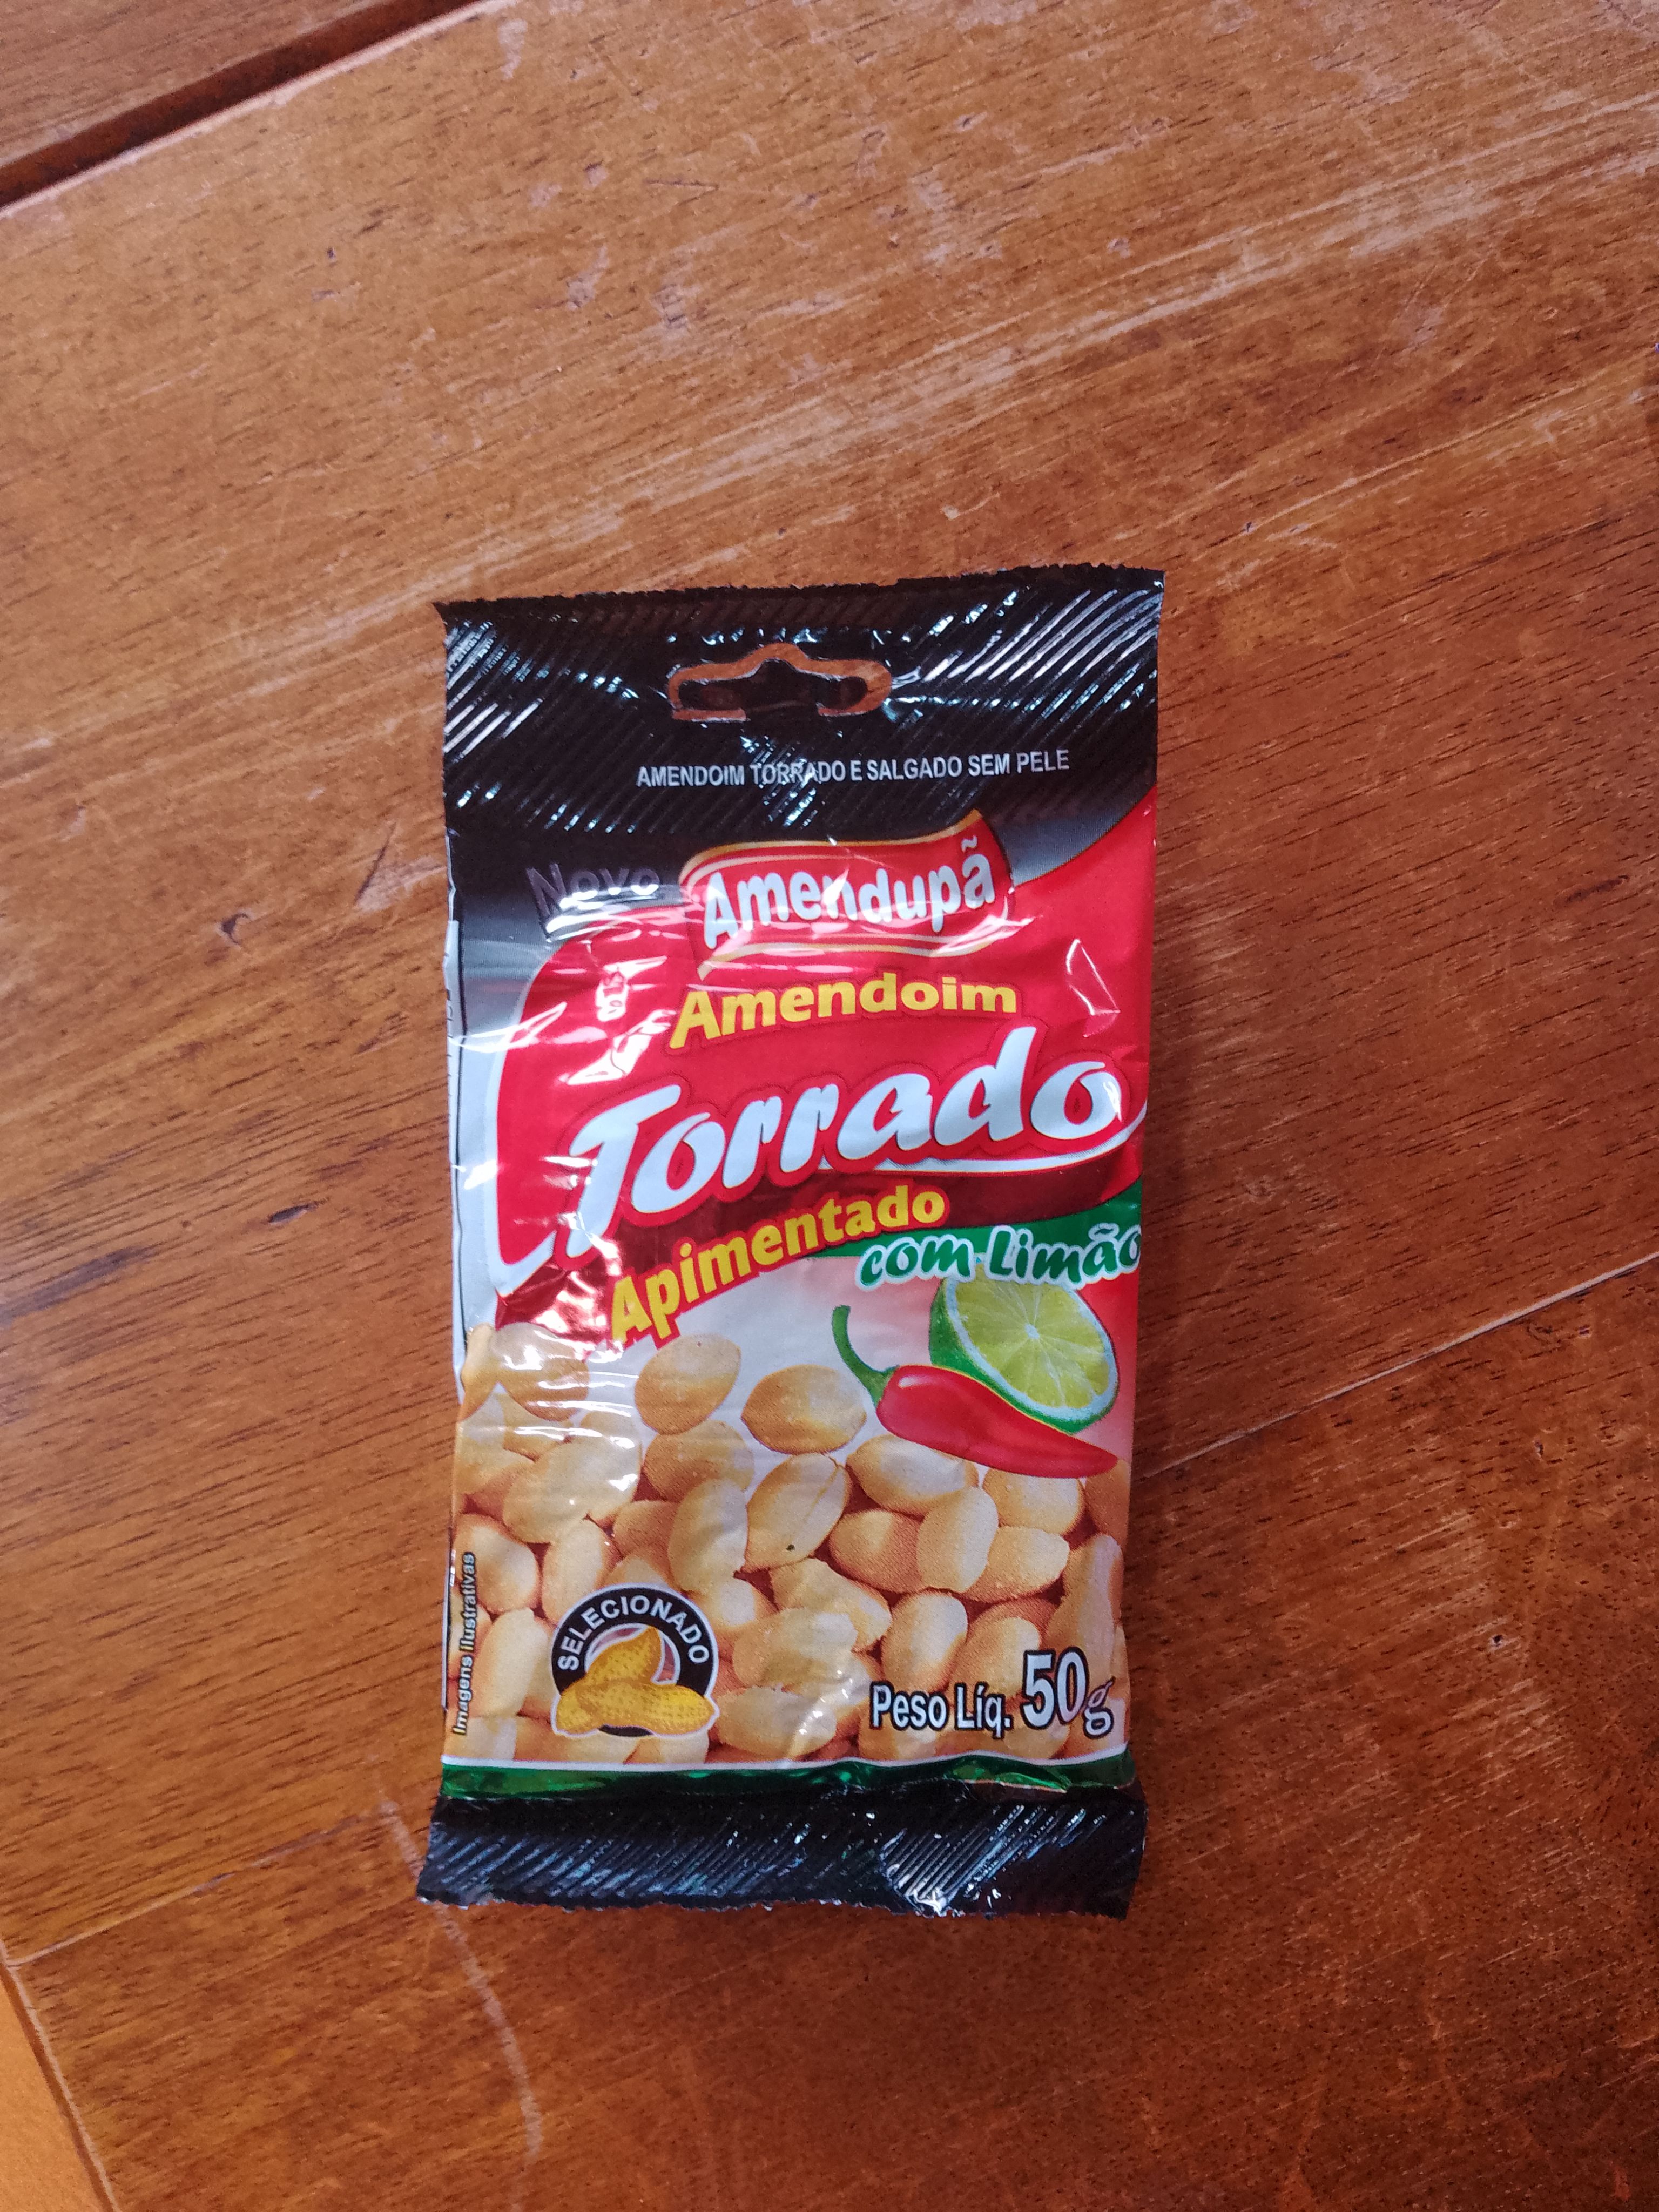 AMENDOIM TORRADO E SALGADO SEM PELE
Novo
Amendupã
Amendoim
Torrado
Apimentado
com Limão
SELECIONADO
Imagens ilustrativas
Peso Líq. 50g